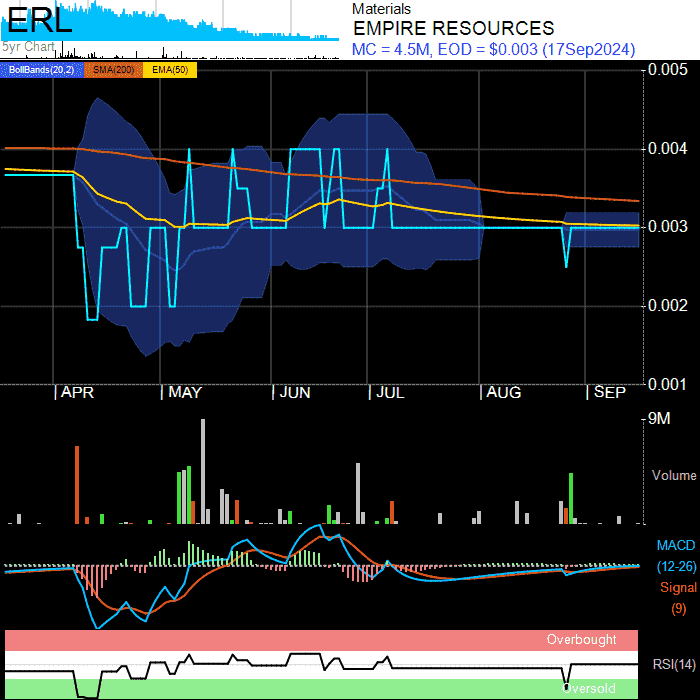 ERL
5yr Chart
Materials
EMPIRE RESOURCES
MC = 4.5M, EOD = $0.003 (17Sep2024)
BollBands(20,2) SMA(200) EMA(50)
0.005
0.004
0.003
0.002
0.001
APR MAY JUN JUL AUG SEP
9M
Volume
MACD
(12-26)
Signal
(9)
Overbought
RSI(14)
Oversold